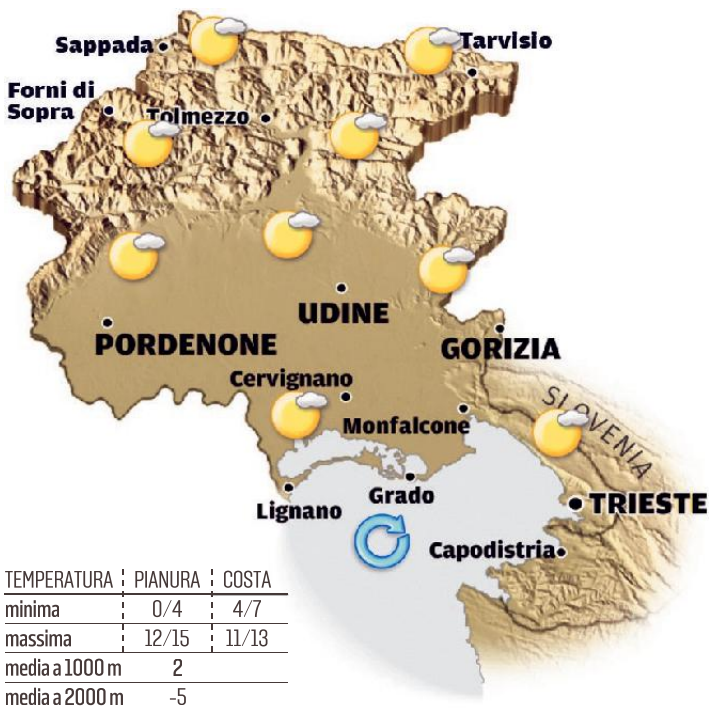 Sappada
Tarvisio
Forni di
Sopra
Tolmezzo
UDINE
PORDENONE
GORIZIA
Cervignano
SLOVENIA
Monfalcone
Grado
TRIESTE
Lignano
Capodistria
TEMPERATURA PIANURA COSTA
minima 0/4 4/7
massima 12/15 11/13
media a 1000 m 2
media a 2000 m -5